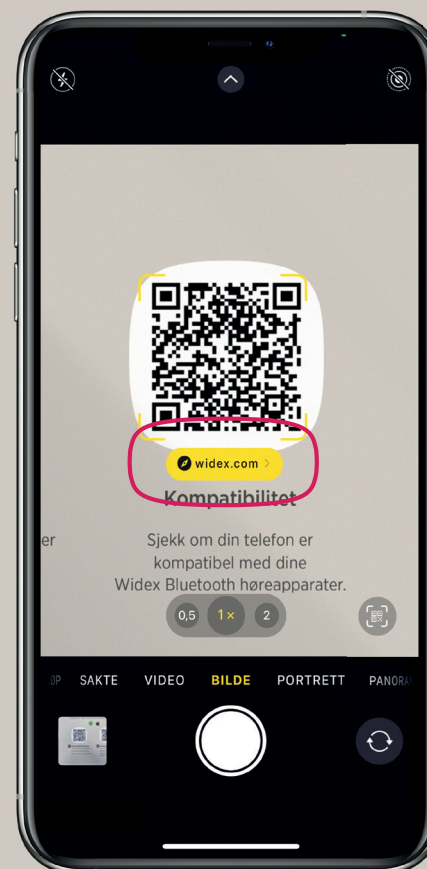 widex.com
Kompatibilitet
er
Sjekk om din telefon er
kompatibel med dine
Widex Bluetooth høreapparater.
0,5 1× 2
SAKTE VIDEO BILDE PORTRETT PANORA